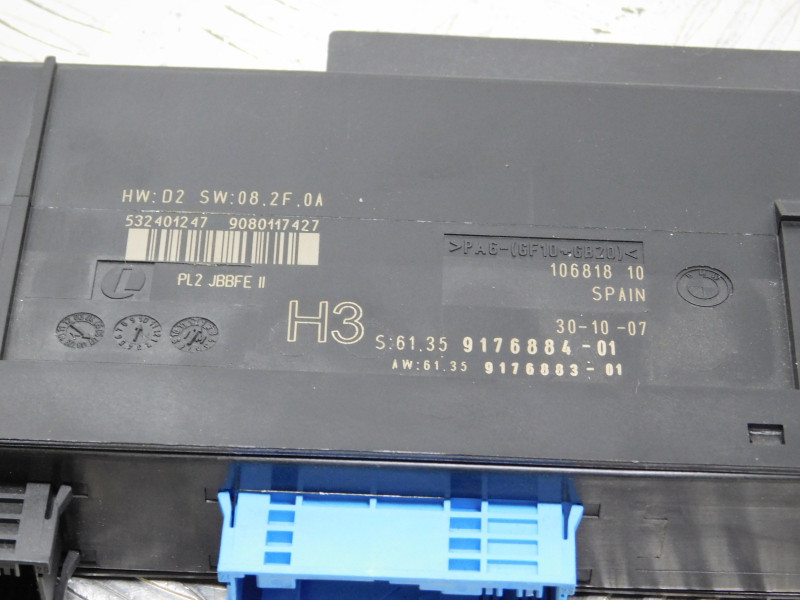 HW:D2 SW:08.2F.0A
532401247 9080117427
PL2 JBBFE II
H3
>PA6-(GF10+GB20)<
106818 10
SPAIN
30-10-07
S:61.35 9176884-01
AW:61.35 9176883-01